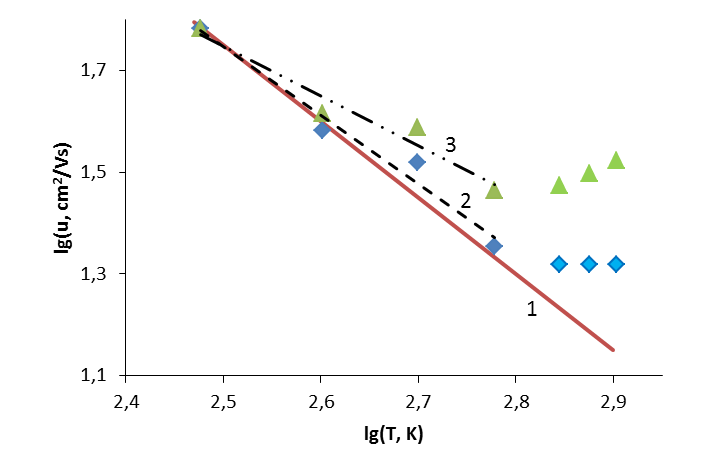 1,7
1,5
1,3
1,1
2,4 2,5 2,6 2,7 2,8 2,9
lg(u, cm²/Vs)
lg(T, K)
3
2
1